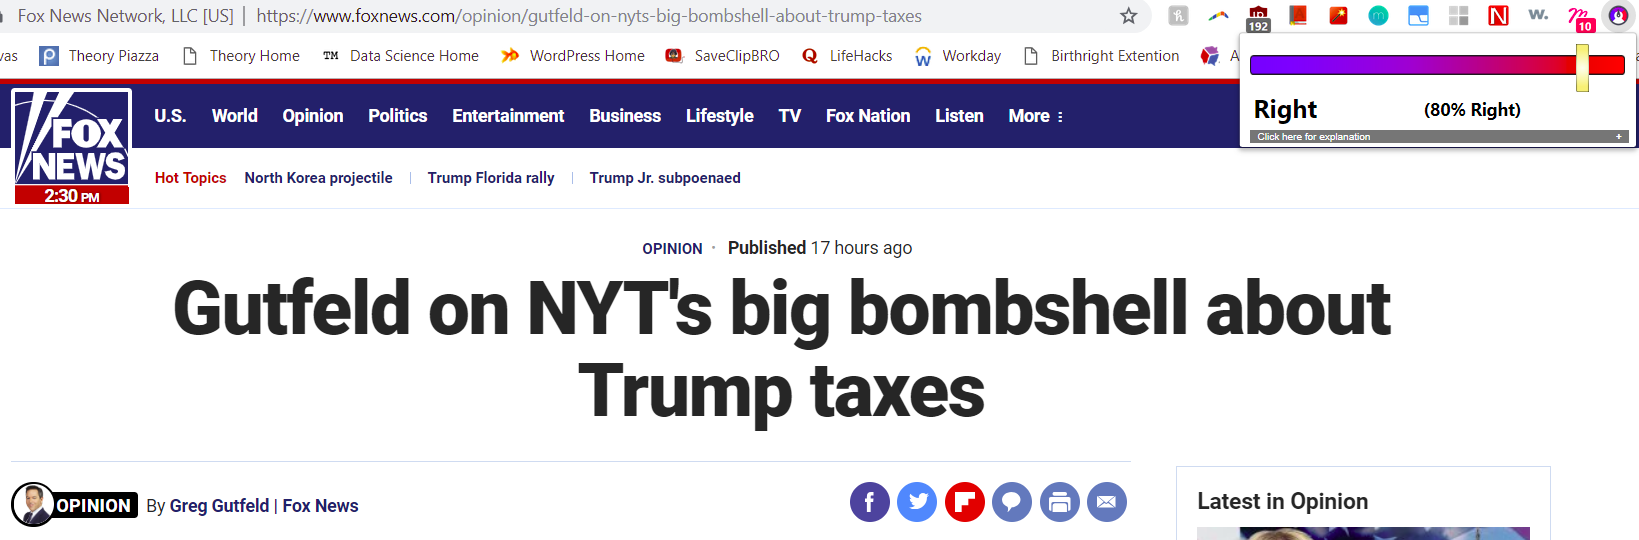 Fox News Network, LLC [US] | https://www.foxnews.com/opinion/gutfeld-on-nyts-big-bombshell-about-trump-taxes
192
10
vas Theory Piazza Theory Home TM Data Science Home WordPress Home SaveClipBRO LifeHacks Workday Birthright Extention A
Right (80% Right)
Click here for explanation +
FOX
NEWS
2:30 PM
U.S. World Opinion Politics Entertainment Business Lifestyle TV Fox Nation Listen More
Hot Topics North Korea projectile Trump Florida rally Trump Jr. subpoenaed
OPINION · Published 17 hours ago
Gutfeld on NYT's big bombshell about
Trump taxes
OPINION By Greg Gutfeld | Fox News
Latest in Opinion